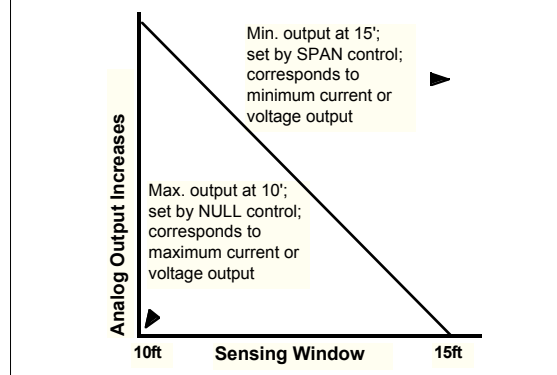 Min. output at 15';
set by SPAN control;
corresponds to
minimum current or
voltage output
Analog Output Increases
Max. output at 10';
set by NULL control;
corresponds to
maximum current or
voltage output
10ft
Sensing Window
15ft